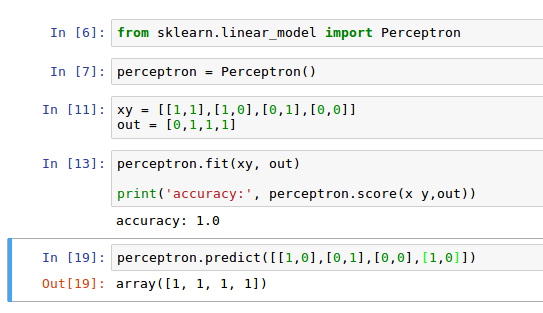 In [6]: from sklearn.linear_model import Perceptron
In [7]: perceptron = Perceptron()
In [11]: xy = [[1,1],[1,0],[0,1],[0,0]]
out = [0,1,1,1]
In [13]: perceptron.fit(xy, out)
print('accuracy:', perceptron.score(x y,out))
accuracy: 1.0
In [19]: perceptron.predict([[1,0],[0,1],[0,0],[1,0]])
Out[19]: array([1, 1, 1, 1])